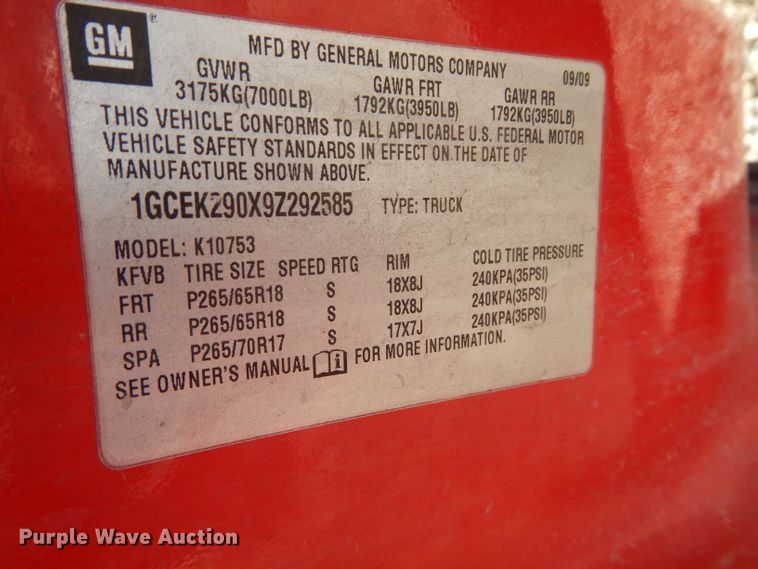 GM
MFD BY GENERAL MOTORS COMPANY 09/09
GVWR GAWR FRT GAWR RR
3175KG(7000LB) 1792KG(3950LB) 1792KG(3950LB)
THIS VEHICLE CONFORMS TO ALL APPLICABLE U.S. FEDERAL MOTOR
VEHICLE SAFETY STANDARDS IN EFFECT ON THE DATE OF
MANUFACTURE SHOWN ABOVE.
1GCEK290X9Z292585 TYPE: TRUCK
MODEL: K10753
KFVB TIRE SIZE SPEED RTG RIM COLD TIRE PRESSURE
FRT P265/65R18 S 18X8J 240KPA(35PSI)
RR P265/65R18 S 18X8J 240KPA(35PSI)
SPA P265/70R17 S 17X7J 240KPA(35PSI)
SEE OWNER'S MANUAL i FOR MORE INFORMATION.
Purple Wave Auction